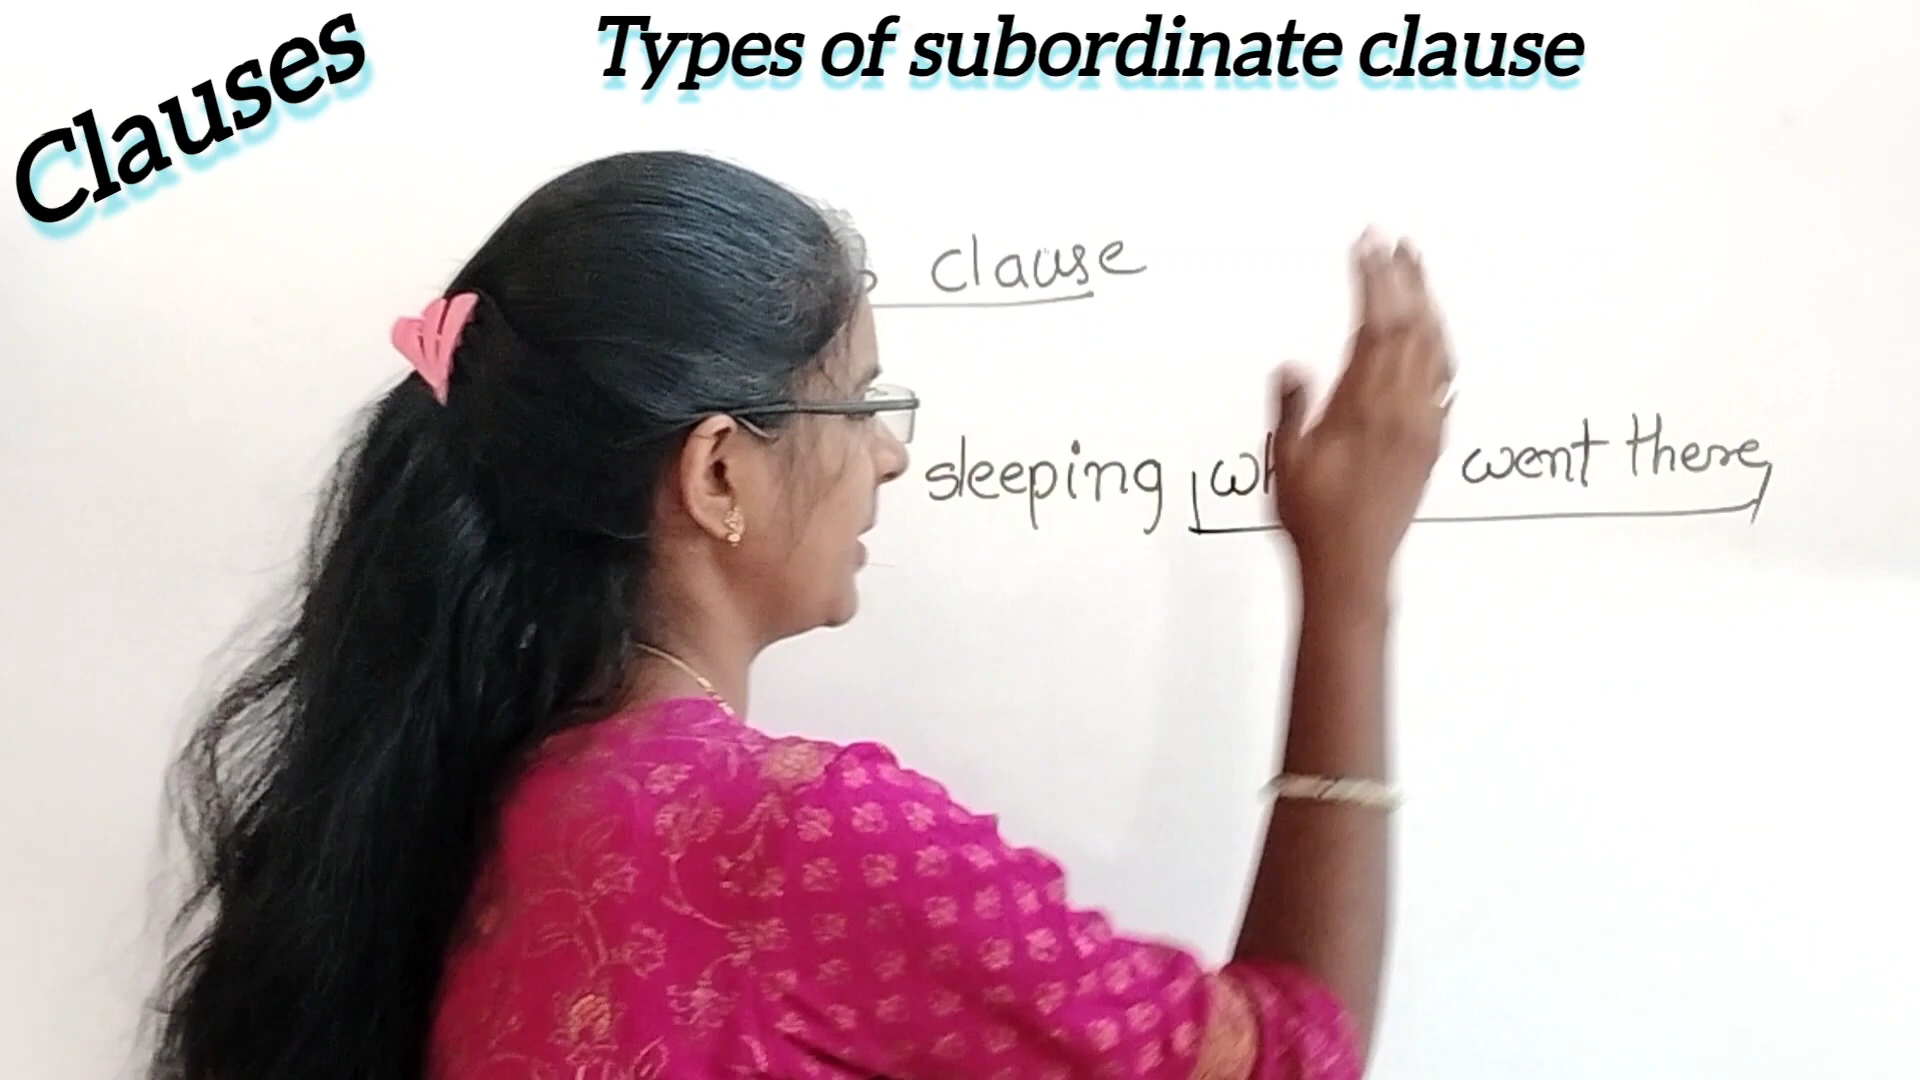 Clauses
Types of subordinate clause
clause
sleeping went there